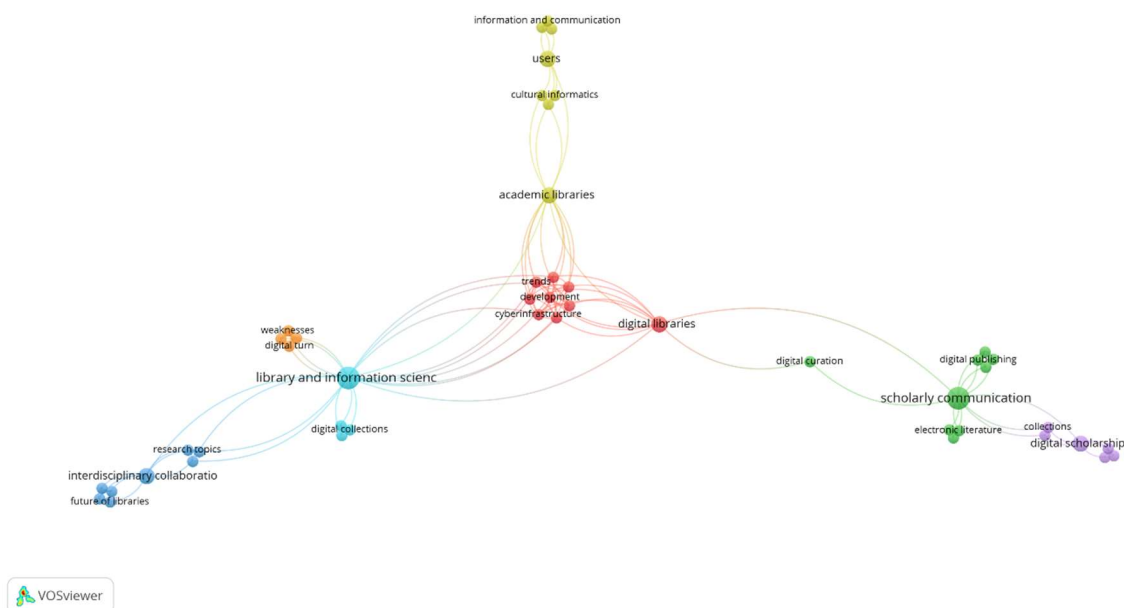 information and communication
users
cultural informatics
academic libraries
trends
development
cyberinfrastructure
digital libraries
weaknesses
digital turn
library and information scienc
digital curation
digital publishing
scholarly communication
digital collections
electronic literature
collections
digital scholarship
research topics
interdisciplinary collaboratio
future of libraries
VOSviewer